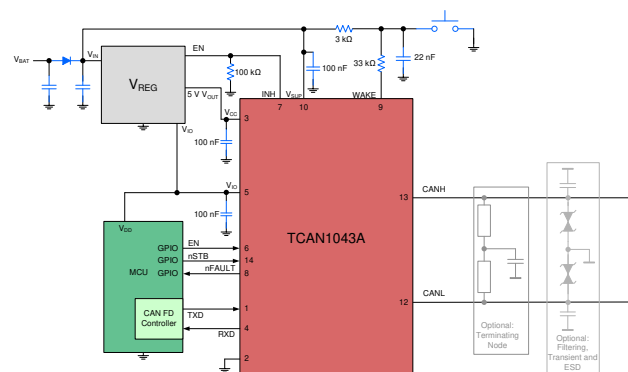 3 kΩ
VBAT
VIN
EN
VREG
100 kΩ
100 nF
33 kΩ
22 nF
5 V VOUT
INH
VSUP
WAKE
7
10
9
VCC
3
VIO
100 nF
VIO
5
13
CANH
100 nF
TCAN1043A
VDD
GPIO
EN
6
GPIO
nSTB
14
MCU
GPIO
nFAULT
8
CAN FD
Controller
TXD
1
RXD
4
2
12
CANL
Optional:
Terminating
Node
Optional:
Filtering,
Transient and
ESD